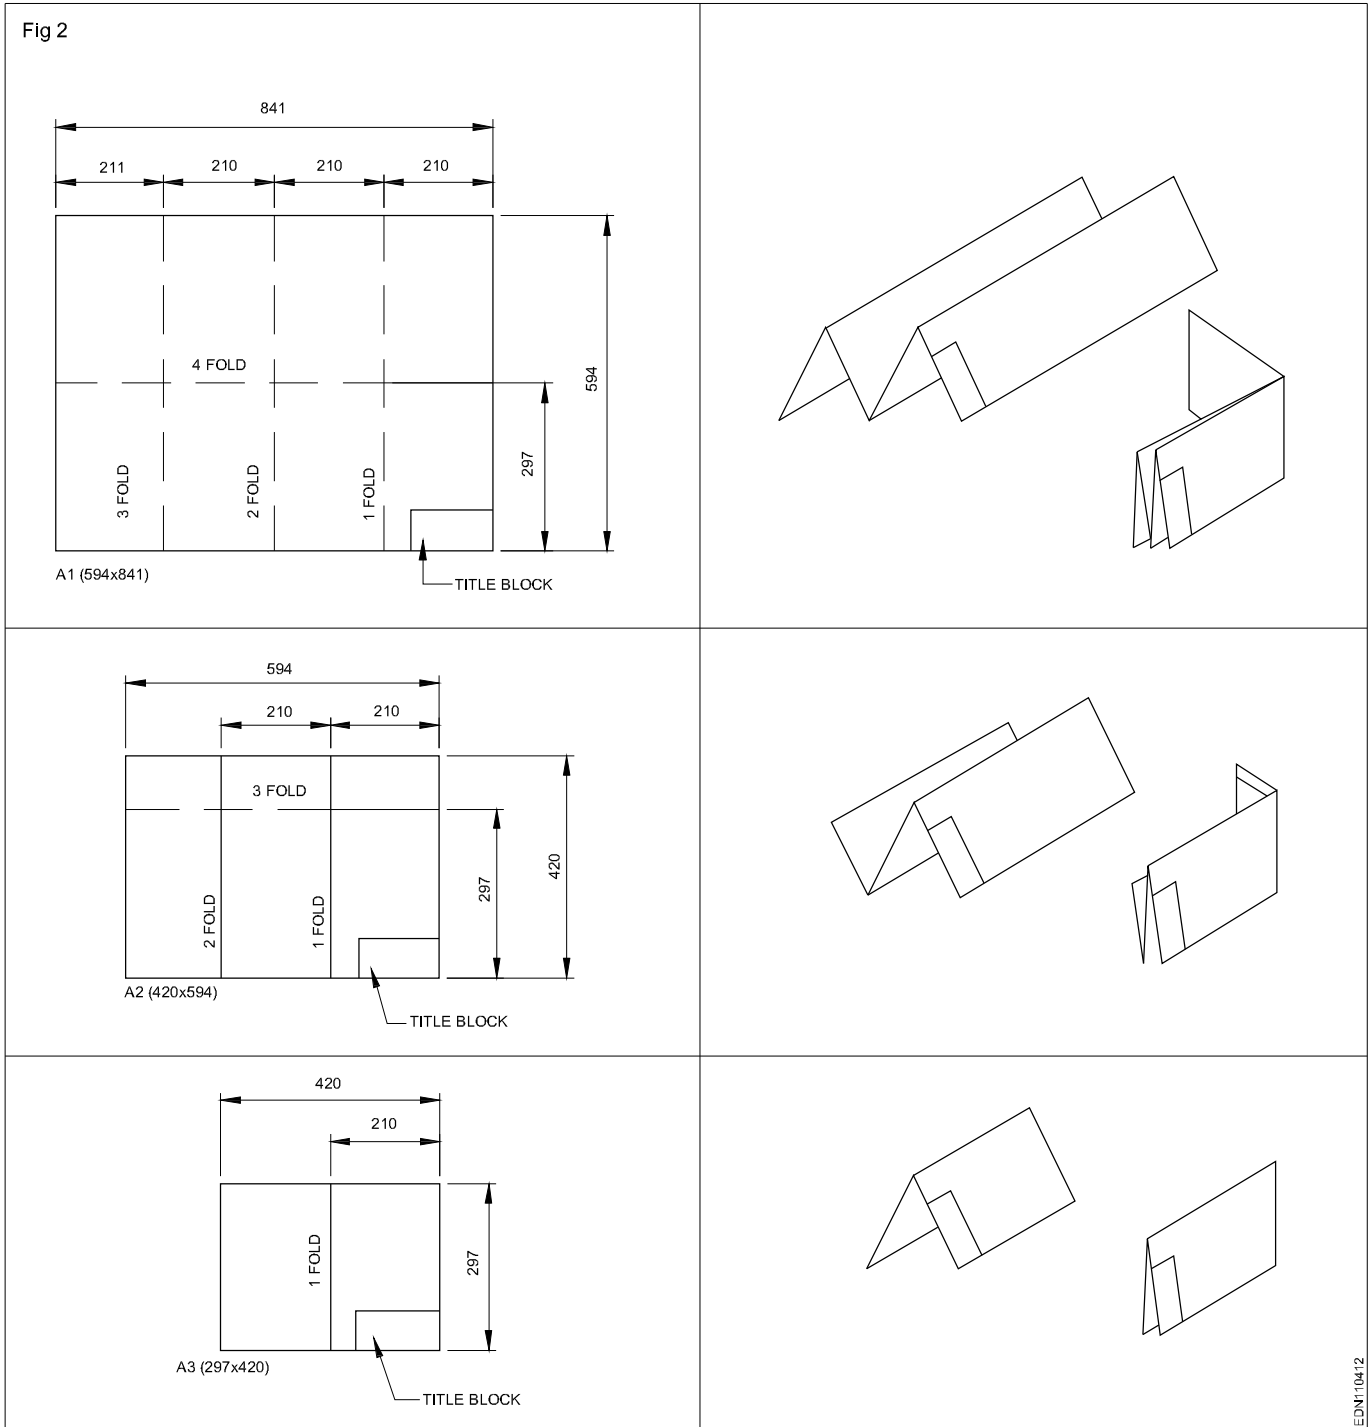 Fig 2
841
211
210
210
210
594
4 FOLD
297
3 FOLD
2 FOLD
1 FOLD
A1 (594x841)
TITLE BLOCK
594
210
210
3 FOLD
420
297
2 FOLD
1 FOLD
A2 (420x594)
TITLE BLOCK
420
210
1 FOLD
297
A3 (297x420)
TITLE BLOCK
EDN110412